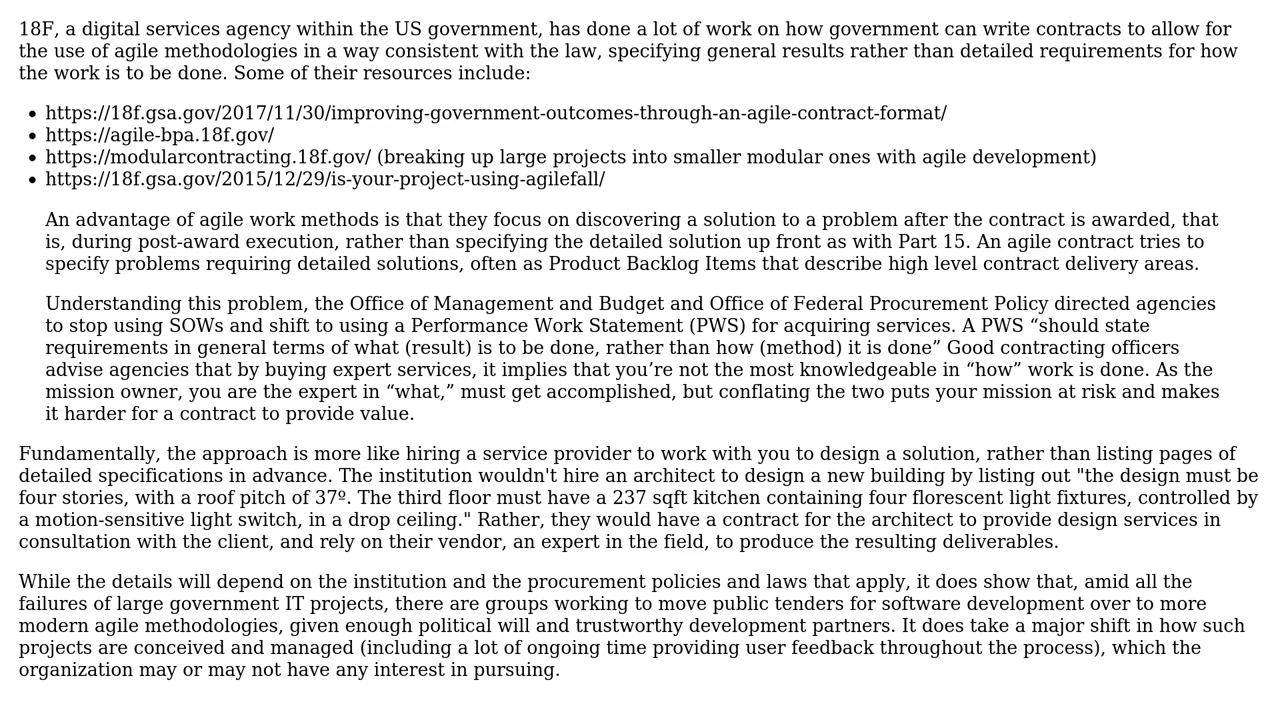 18F, a digital services agency within the US government, has done a lot of work on how government can write contracts to allow for
the use of agile methodologies in a way consistent with the law, specifying general results rather than detailed requirements for how
the work is to be done. Some of their resources include:
• https://18f.gsa.gov/2017/11/30/improving-government-outcomes-through-an-agile-contract-format/
• https://agile-bpa.18f.gov/
• https://modularcontracting.18f.gov/ (breaking up large projects into smaller modular ones with agile development)
• https://18f.gsa.gov/2015/12/29/is-your-project-using-agilefall/
An advantage of agile work methods is that they focus on discovering a solution to a problem after the contract is awarded, that
is, during post-award execution, rather than specifying the detailed solution up front as with Part 15. An agile contract tries to
specify problems requiring detailed solutions, often as Product Backlog Items that describe high level contract delivery areas.
Understanding this problem, the Office of Management and Budget and Office of Federal Procurement Policy directed agencies
to stop using SOWs and shift to using a Performance Work Statement (PWS) for acquiring services. A PWS “should state
requirements in general terms of what (result) is to be done, rather than how (method) it is done” Good contracting officers
advise agencies that by buying expert services, it implies that you’re not the most knowledgeable in “how” work is done. As the
mission owner, you are the expert in “what,” must get accomplished, but conflating the two puts your mission at risk and makes
it harder for a contract to provide value.
Fundamentally, the approach is more like hiring a service provider to work with you to design a solution, rather than listing pages of
detailed specifications in advance. The institution wouldn't hire an architect to design a new building by listing out "the design must be
four stories, with a roof pitch of 37º. The third floor must have a 237 sqft kitchen containing four florescent light fixtures, controlled by
a motion-sensitive light switch, in a drop ceiling." Rather, they would have a contract for the architect to provide design services in
consultation with the client, and rely on their vendor, an expert in the field, to produce the resulting deliverables.
While the details will depend on the institution and the procurement policies and laws that apply, it does show that, amid all the
failures of large government IT projects, there are groups working to move public tenders for software development over to more
modern agile methodologies, given enough political will and trustworthy development partners. It does take a major shift in how such
projects are conceived and managed (including a lot of ongoing time providing user feedback throughout the process), which the
organization may or may not have any interest in pursuing.